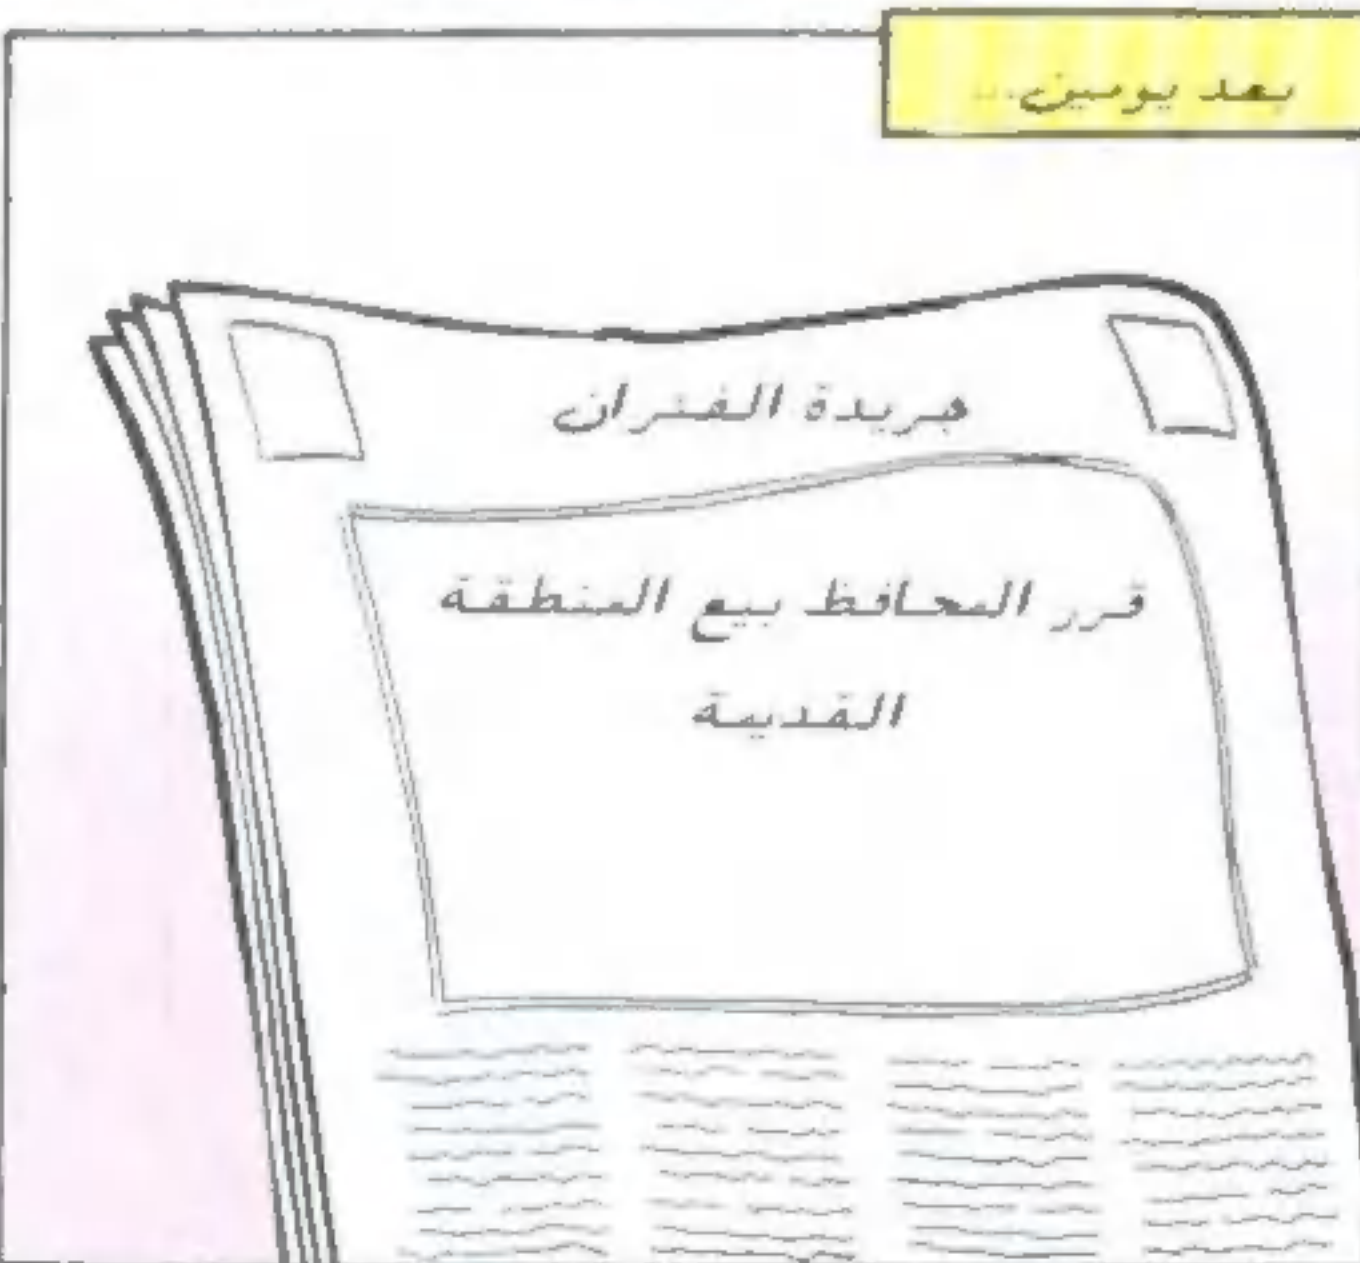 بعد يومين...
جريدة الفئران
قرر المحافظ بيع المنطقة
القديمة